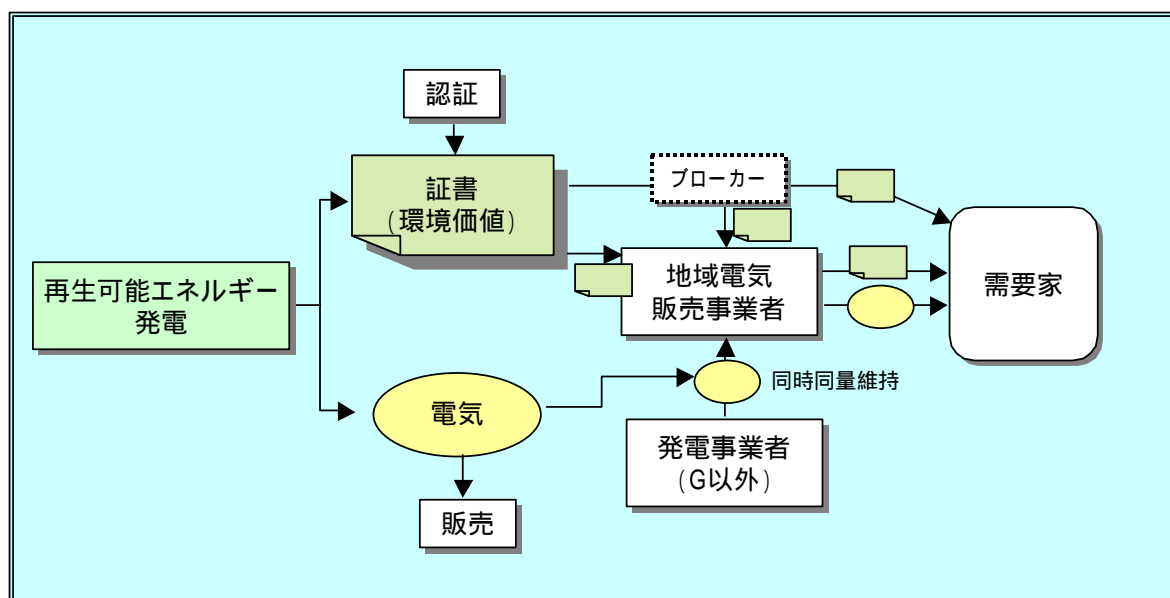 認証
証書
(環境価値)
ブローカー
再生可能エネルギー
発電
地域電気
販売事業者
需要家
電気
同時同量維持
発電事業者
(G以外)
販売